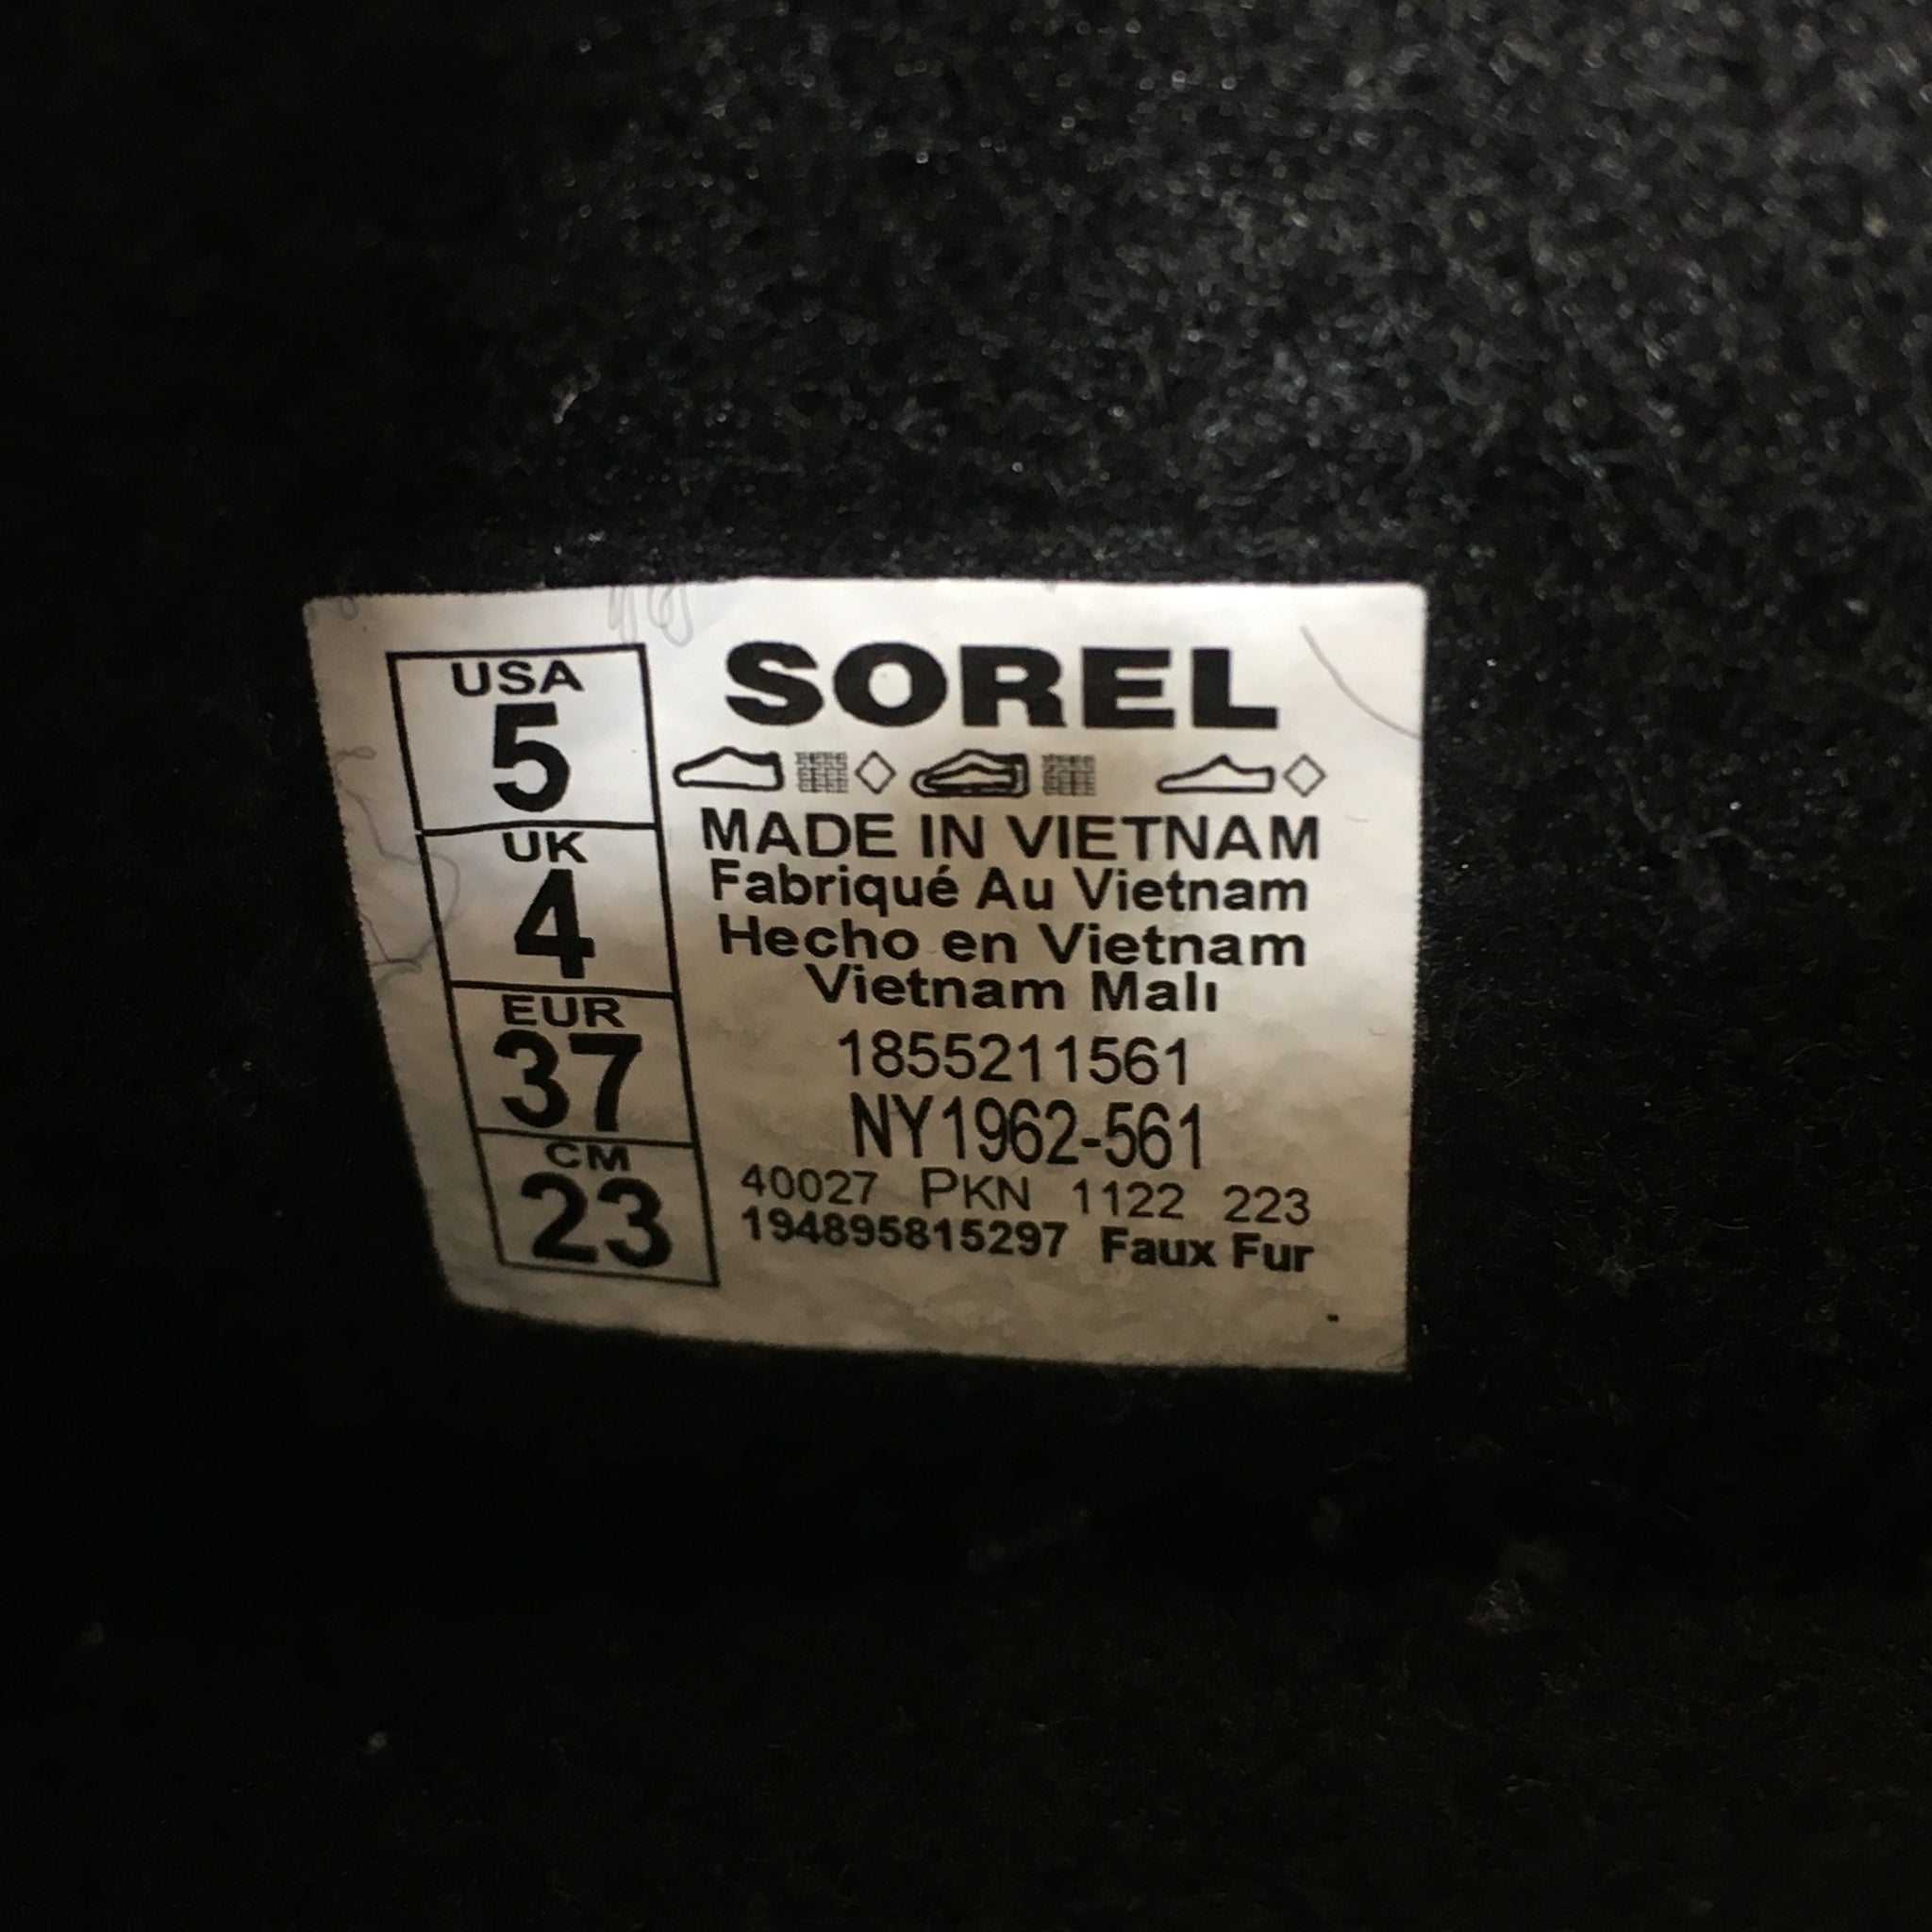 USA
5
UK
4
EUR
37
CM
23
SOREL
MADE IN VIETNAM
Fabriqué Au Vietnam
Hecho en Vietnam
Vietnam Malı
1855211561
NY1962-561
40027 PKN 1122 223
194895815297 Faux Fur